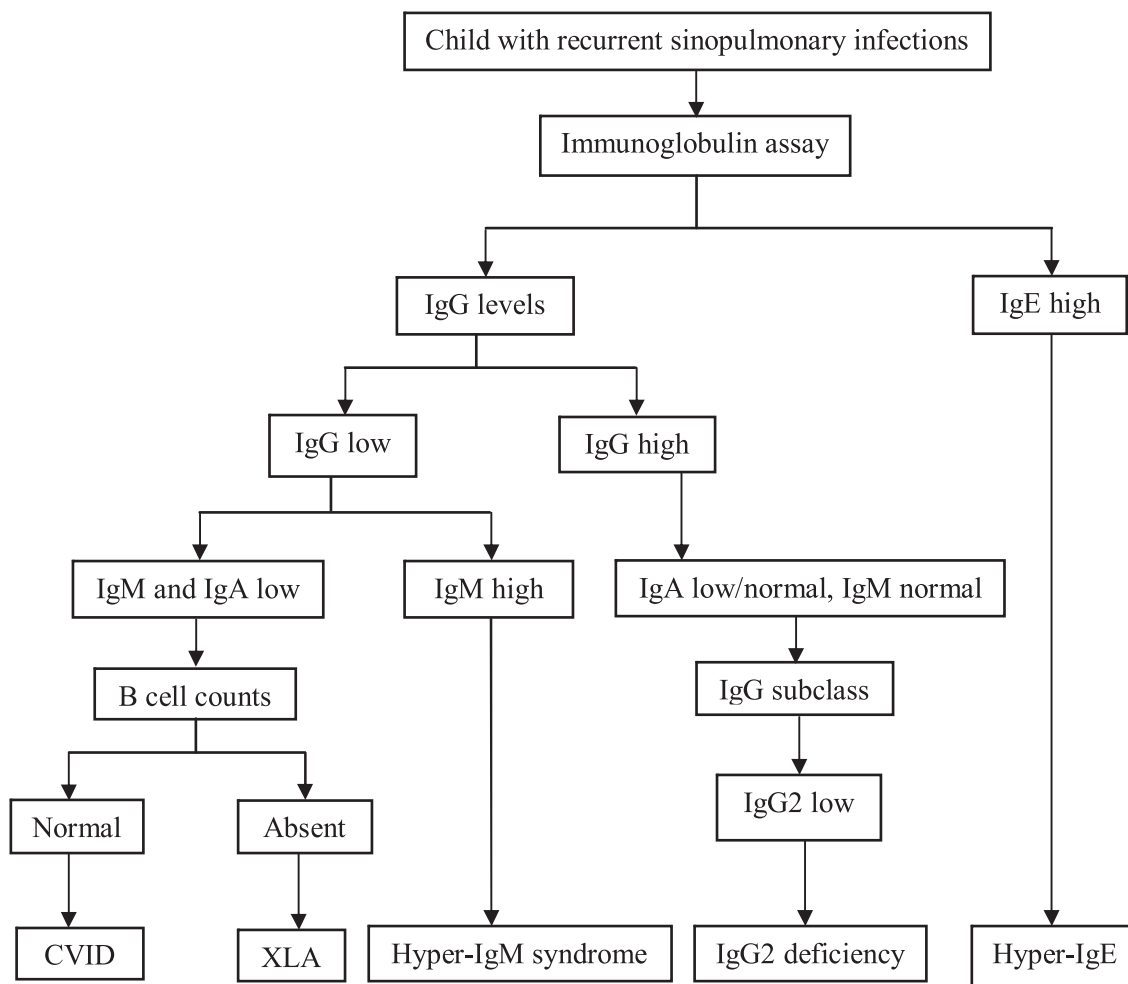 Child with recurrent sinopulmonary infections
Immunoglobulin assay
IgG levels
IgE high
IgG low
IgG high
IgM and IgA low
IgM high
IgA low/normal, IgM normal
B cell counts
IgG subclass
Normal
Absent
IgG2 low
CVID
XLA
Hyper-IgM syndrome
IgG2 deficiency
Hyper-IgE